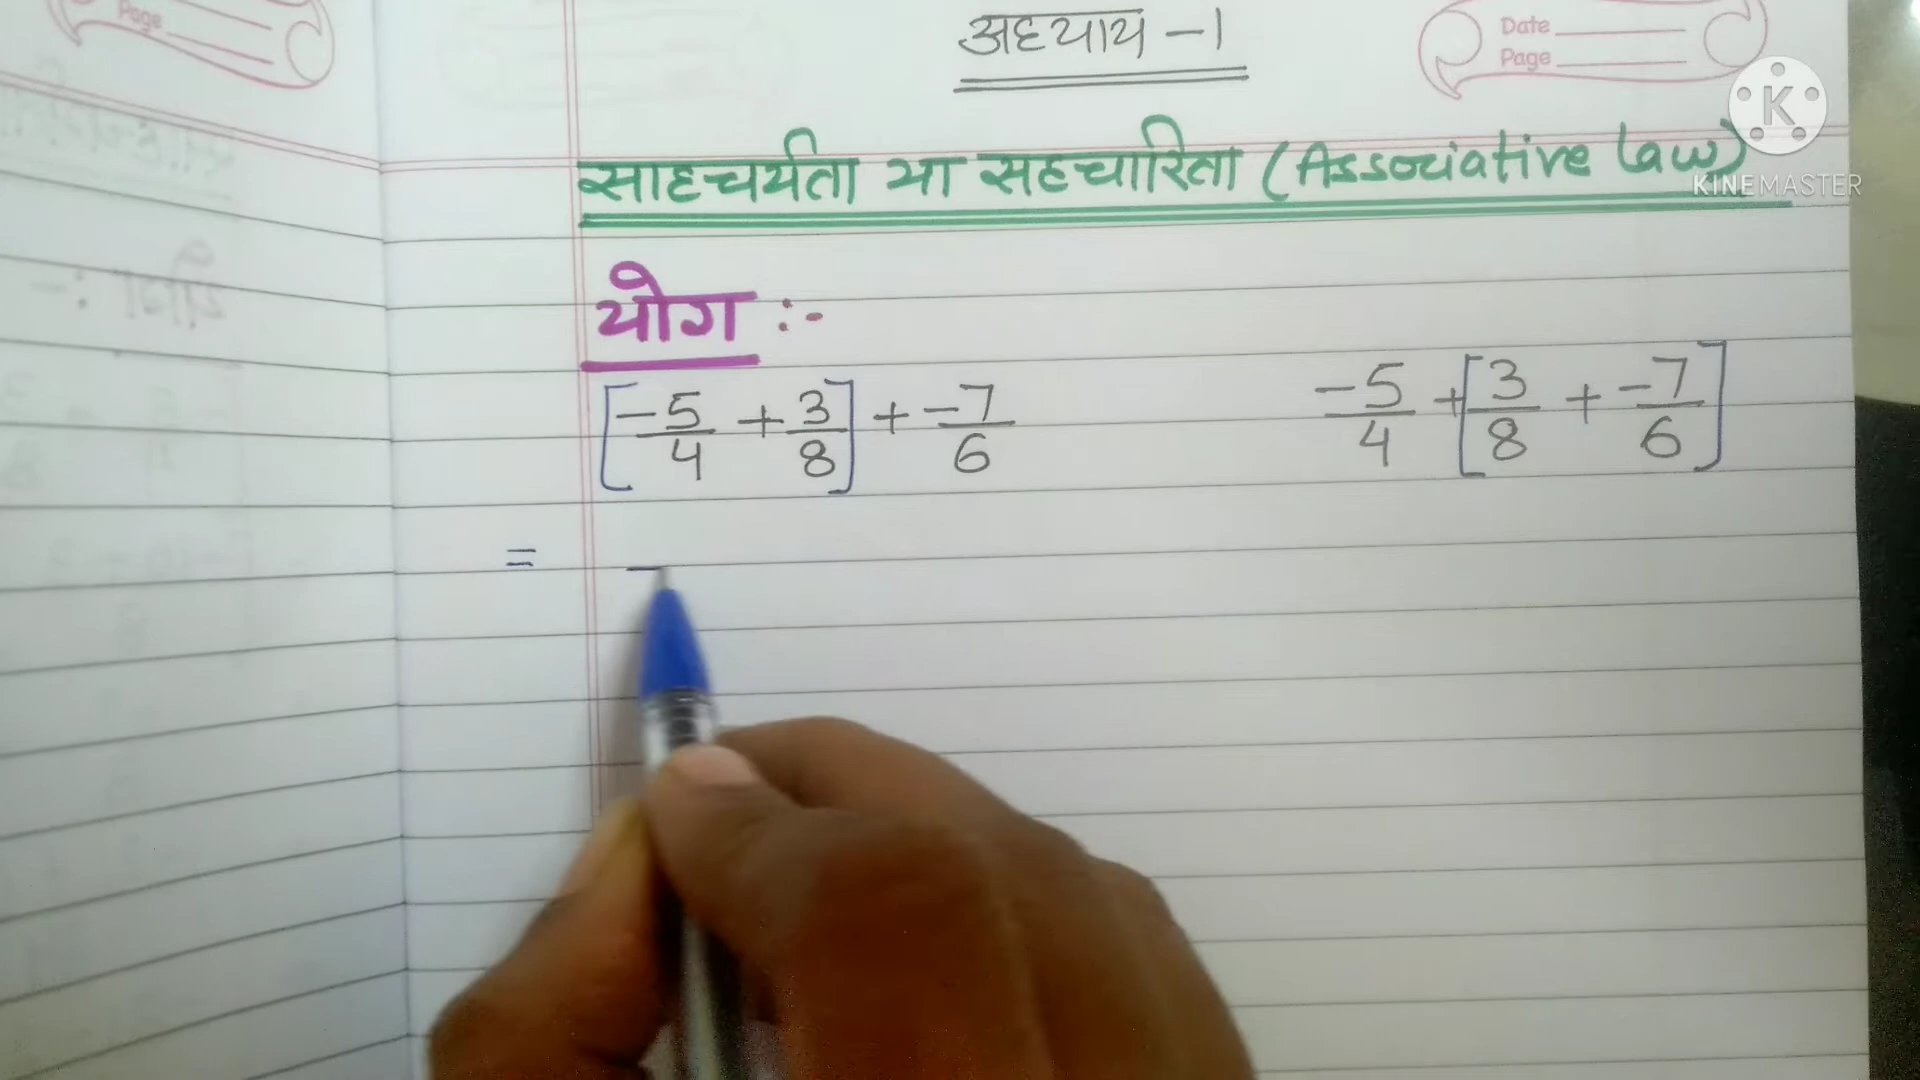 Page
Date
Page
अध्याय -1
साहचर्यता या सहचारिता (Associative law)
KINEMASTER
योग :-
[-5/4 + 3/8] + -7/6    -5/4 + [3/8 + -7/6]
=